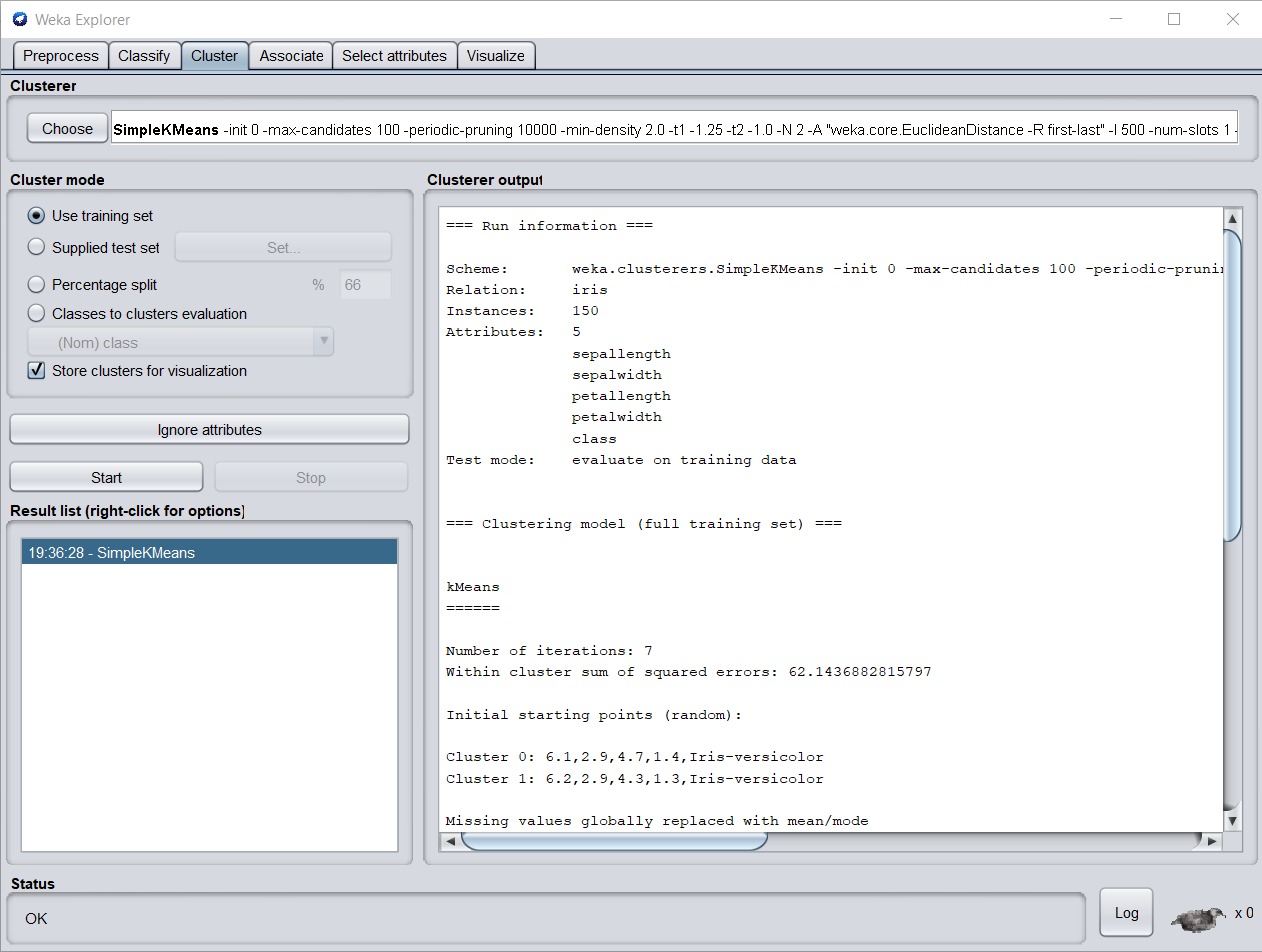 Weka Explorer
Preprocess Classify Cluster Associate Select attributes Visualize
Clusterer
Choose SimpleKMeans -init 0 -max-candidates 100 -periodic-pruning 10000 -min-density 2.0 -t1 -1.25 -t2 -1.0 -N 2 -A "weka.core.EuclideanDistance -R first-last" -I 500 -num-slots 1 -
Cluster mode
Use training set
Supplied test set Set...
Percentage split % 66
Classes to clusters evaluation
(Nom) class
Store clusters for visualization
Ignore attributes
Start Stop
Result list (right-click for options)
19:36:28 - SimpleKMeans
Clusterer output
=== Run information ===
Scheme: weka.clusterers.SimpleKMeans -init 0 -max-candidates 100 -periodic-prunin
Relation: iris
Instances: 150
Attributes: 5
sepallength
sepalwidth
petallength
petalwidth
class
Test mode: evaluate on training data
=== Clustering model (full training set) ===
kMeans
======
Number of iterations: 7
Within cluster sum of squared errors: 62.1436882815797
Initial starting points (random):
Cluster 0: 6.1,2.9,4.7,1.4,Iris-versicolor
Cluster 1: 6.2,2.9,4.3,1.3,Iris-versicolor
Missing values globally replaced with mean/mode
Status
OK
Log x 0